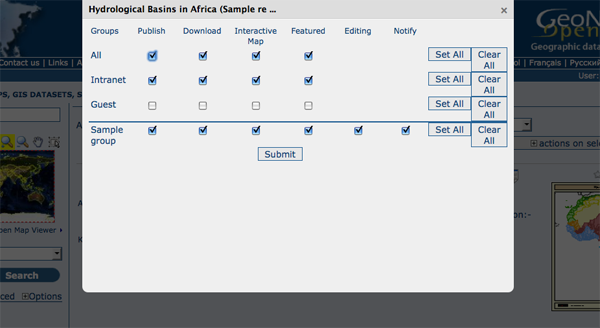 Hydrological Basins in Africa (Sample re ...
Groups Publish Download Interactive Map Featured Editing Notify
All Set All Clear All
Intranet Set All Clear All
Guest Set All Clear All
Sample group Set All Clear All
Submit
GeoN
Open
Geographic data
Contact us | Links | A
ol | Français | Русский
User:
PS, GIS DATASETS, S
actions on sele
A
pen Map Viewer
K
on:-
Search
ced Options